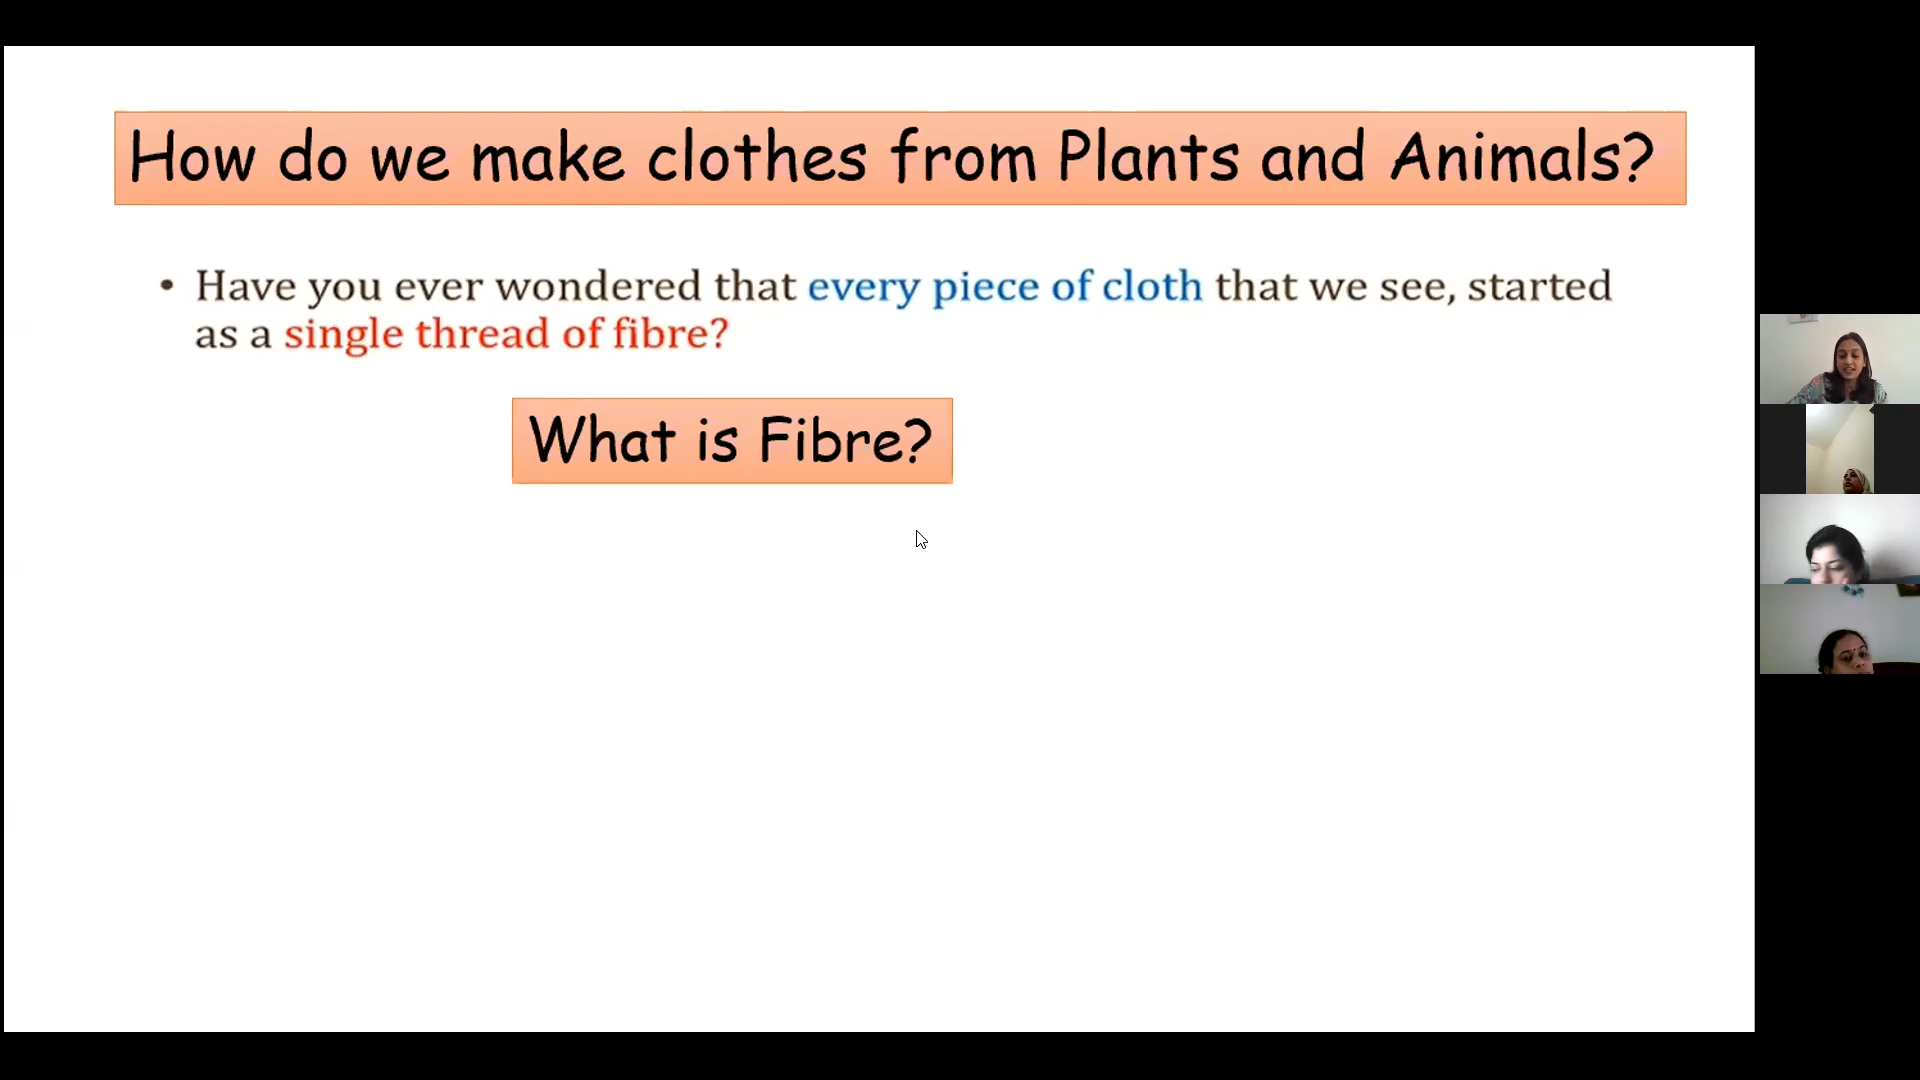 How do we make clothes from Plants and Animals?
• Have you ever wondered that every piece of cloth that we see, started
as a single thread of fibre?
What is Fibre?